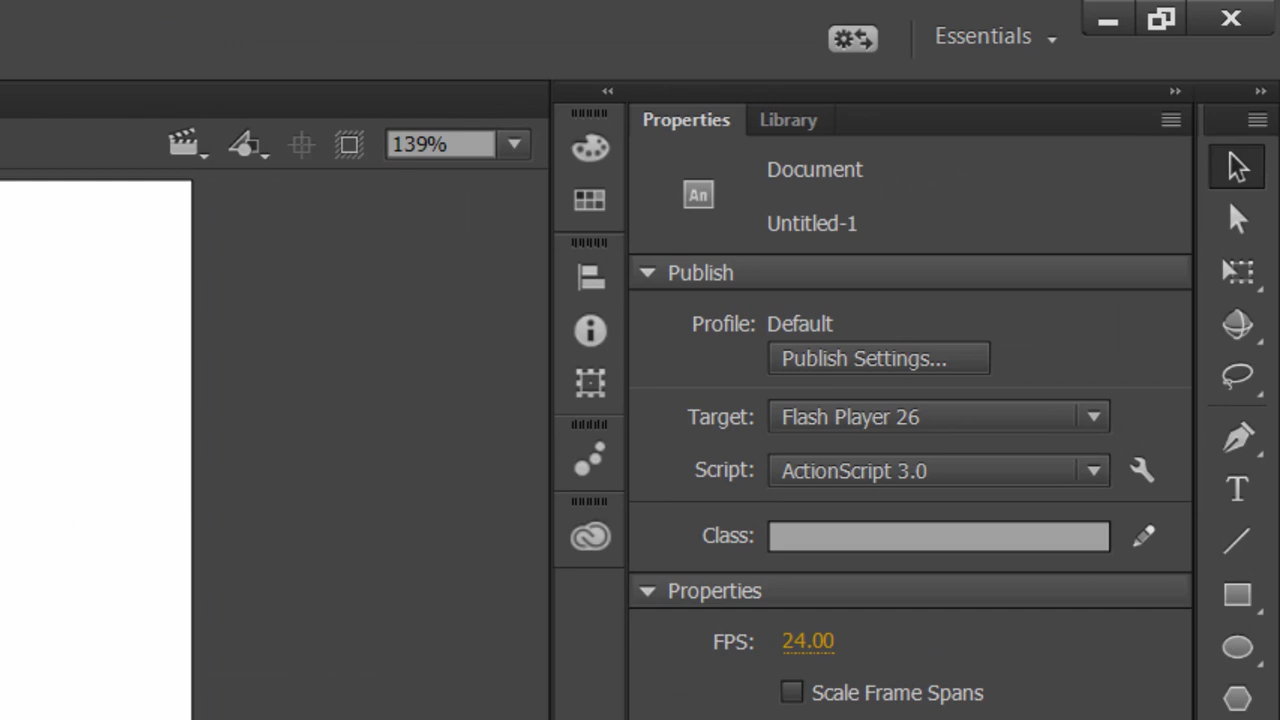 Essentials
139%
Properties Library
An
Document
Untitled-1
Publish
Profile: Default
Publish Settings...
Target: Flash Player 26
Script: ActionScript 3.0
Class:
Properties
FPS: 24.00
Scale Frame Spans
T